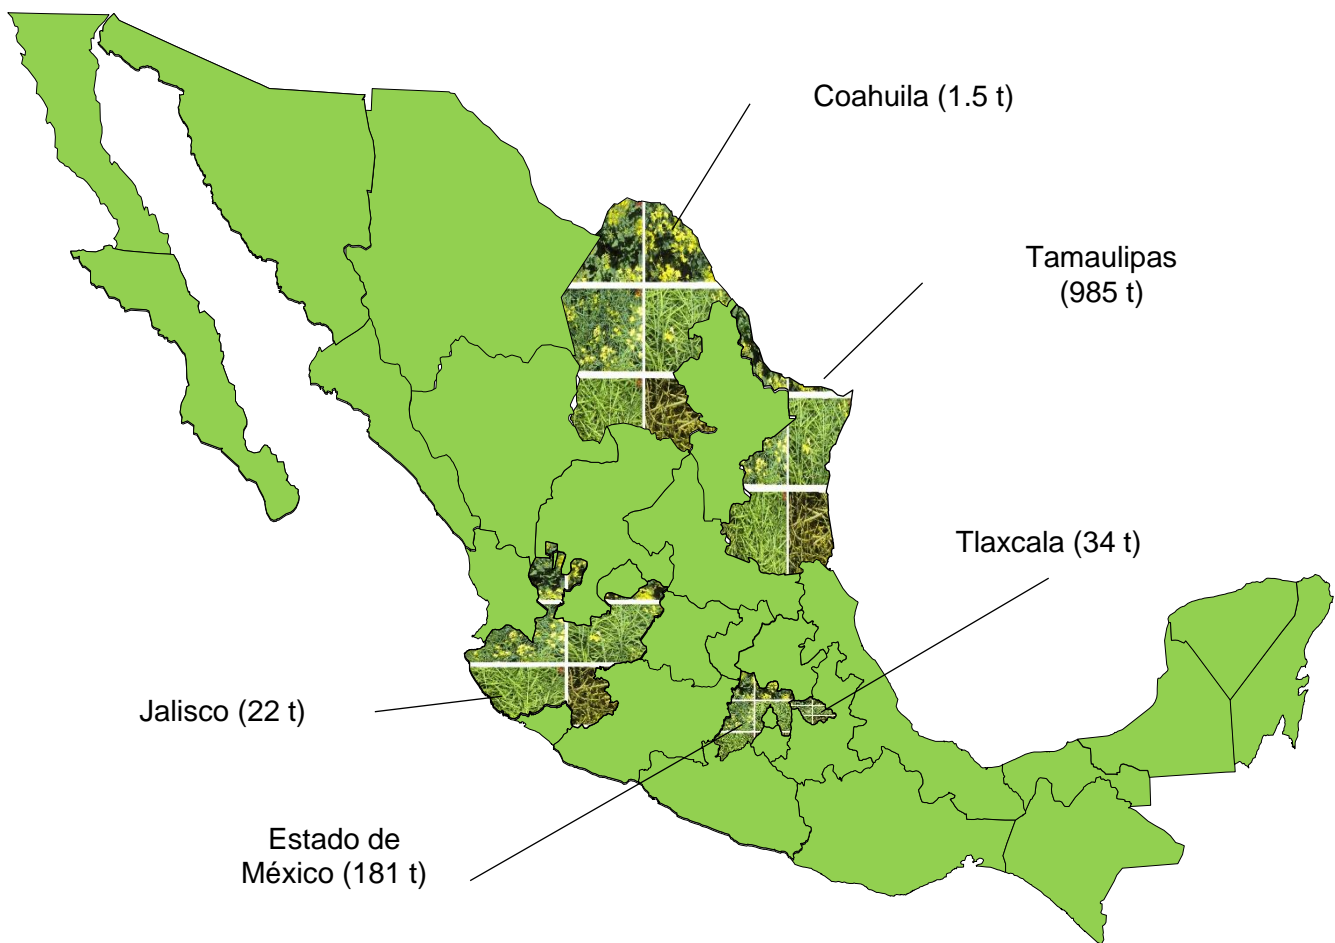 Coahuila (1.5 t)
Tamaulipas
(985 t)
Tlaxcala (34 t)
Jalisco (22 t)
Estado de
México (181 t)